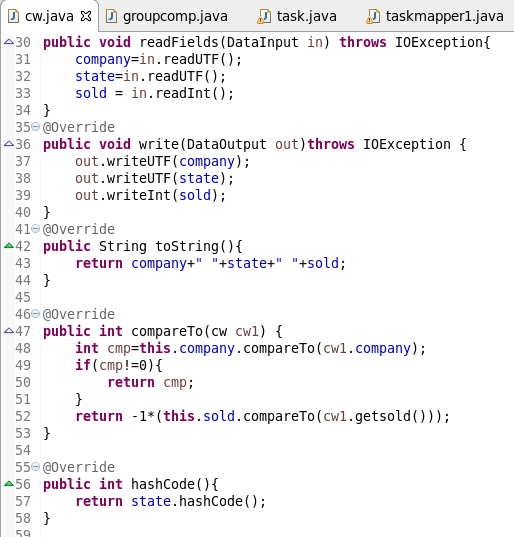 cw.java groupcomp.java task.java taskmapper1.java
30 public void readFields(DataInput in) throws IOException{
31 company=in.readUTF();
32 state=in.readUTF();
33 sold = in.readInt();
34 }
35 @Override
36 public void write(DataOutput out)throws IOException {
37 out.writeUTF(company);
38 out.writeUTF(state);
39 out.writeInt(sold);
40 }
41 @Override
42 public String toString(){
43 return company+" "+state+" "+sold;
44 }
45
46 @Override
47 public int compareTo(cw cw1) {
48 int cmp=this.company.compareTo(cw1.company);
49 if(cmp!=0){
50 return cmp;
51 }
52 return -1*(this.sold.compareTo(cw1.getsold()));
53 }
54
55 @Override
56 public int hashCode(){
57 return state.hashCode();
58 }
59